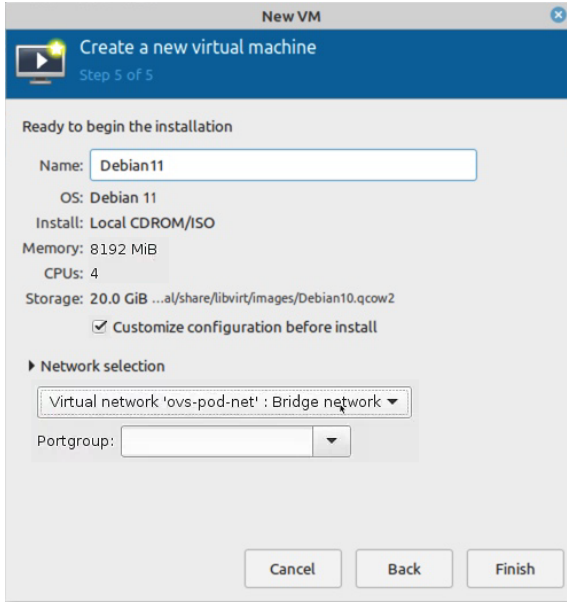 New VM
Create a new virtual machine
Step 5 of 5
Ready to begin the installation
Name: Debian11
OS: Debian 11
Install: Local CDROM/ISO
Memory: 8192 MiB
CPUs: 4
Storage: 20.0 GiB ...al/share/libvirt/images/Debian10.qcow2
Customize configuration before install
Network selection
Virtual network 'ovs-pod-net' : Bridge network
Portgroup:
Cancel Back Finish